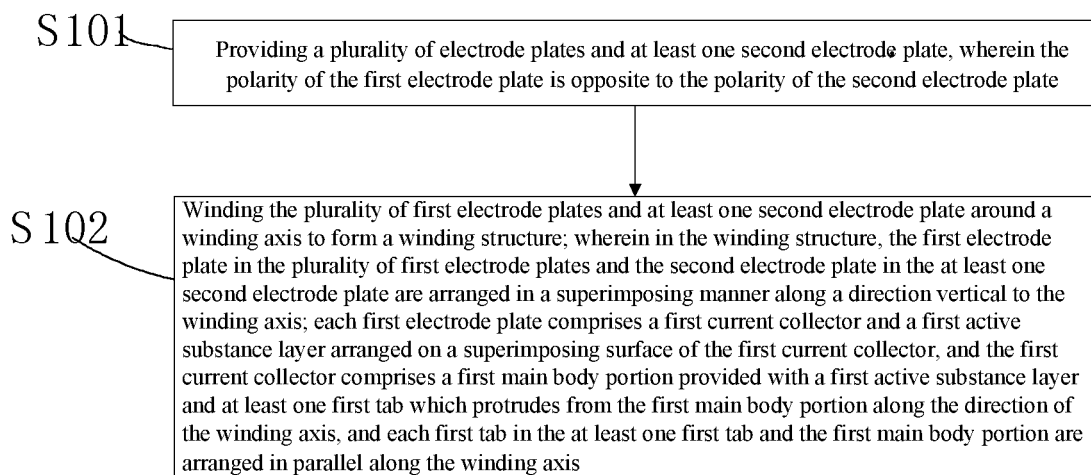 S101
Providing a plurality of electrode plates and at least one second electrode plate, wherein the
polarity of the first electrode plate is opposite to the polarity of the second electrode plate
S102
Winding the plurality of first electrode plates and at least one second electrode plate around a
winding axis to form a winding structure; wherein in the winding structure, the first electrode
plate in the plurality of first electrode plates and the second electrode plate in the at least one
second electrode plate are arranged in a superimposing manner along a direction vertical to the
winding axis; each first electrode plate comprises a first current collector and a first active
substance layer arranged on a superimposing surface of the first current collector, and the first
current collector comprises a first main body portion provided with a first active substance layer
and at least one first tab which protrudes from the first main body portion along the direction of
the winding axis, and each first tab in the at least one first tab and the first main body portion are
arranged in parallel along the winding axis